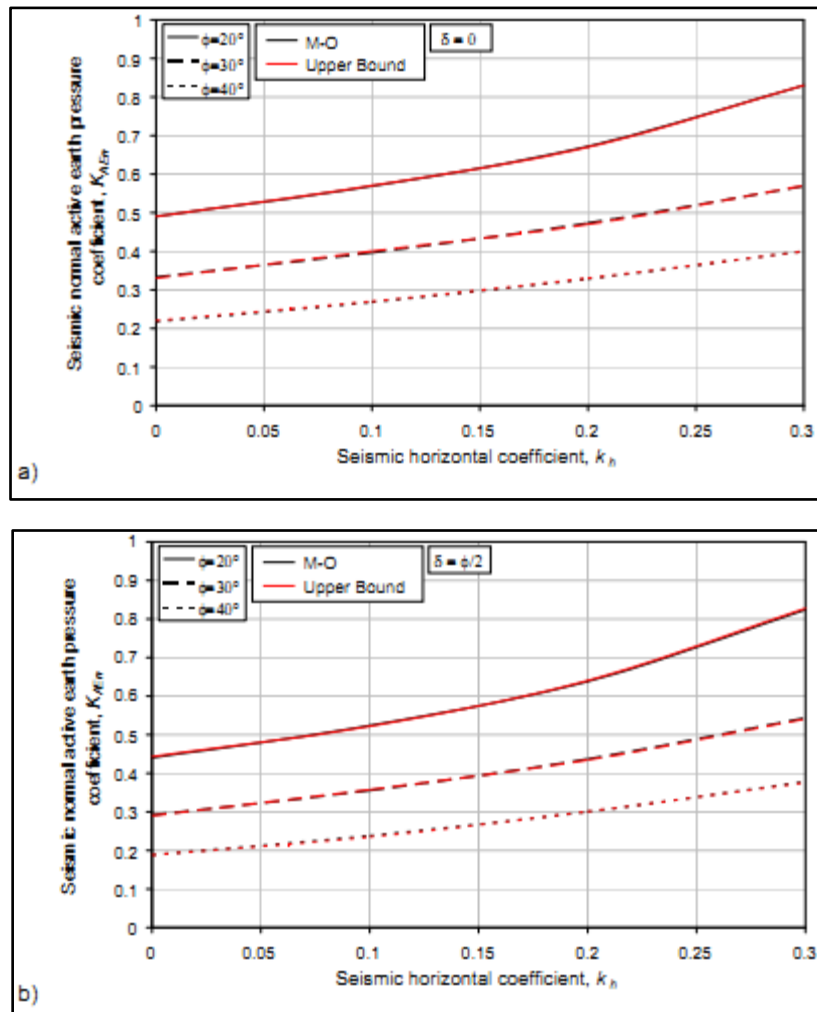 1
0.9
0.8
0.7
0.6
0.5
0.4
0.3
0.2
0.1
0
Seismic normal active earth pressure
coefficient, K_AEn
ϕ=20°
ϕ=30°
ϕ=40°
M-O
Upper Bound
δ = 0
0 0.05 0.1 0.15 0.2 0.25 0.3
Seismic horizontal coefficient, k_h
a)
1
0.9
0.8
0.7
0.6
0.5
0.4
0.3
0.2
0.1
0
Seismic normal active earth pressure
coefficient, K_AEn
ϕ=20°
ϕ=30°
ϕ=40°
M-O
Upper Bound
δ = ϕ/2
0 0.05 0.1 0.15 0.2 0.25 0.3
Seismic horizontal coefficient, k_h
b)